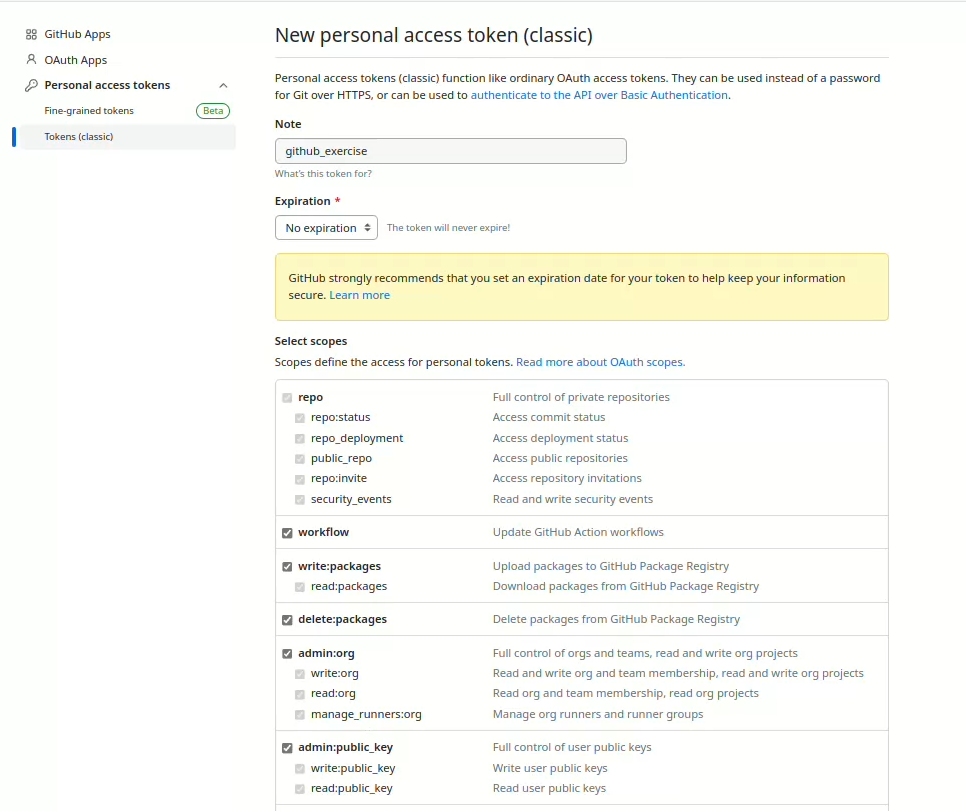 GitHub Apps
OAuth Apps
Personal access tokens
Fine-grained tokens Beta
Tokens (classic)
New personal access token (classic)
Personal access tokens (classic) function like ordinary OAuth access tokens. They can be used instead of a password
for Git over HTTPS, or can be used to authenticate to the API over Basic Authentication.
Note
github_exercise
What's this token for?
Expiration *
No expiration The token will never expire!
GitHub strongly recommends that you set an expiration date for your token to help keep your information
secure. Learn more
Select scopes
Scopes define the access for personal tokens. Read more about OAuth scopes.
repo Full control of private repositories
repo:status Access commit status
repo_deployment Access deployment status
public_repo Access public repositories
repo:invite Access repository invitations
security_events Read and write security events
workflow Update GitHub Action workflows
write:packages Upload packages to GitHub Package Registry
read:packages Download packages from GitHub Package Registry
delete:packages Delete packages from GitHub Package Registry
admin:org Full control of orgs and teams, read and write org projects
write:org Read and write org and team membership, read and write org projects
read:org Read org and team membership, read org projects
manage_runners:org Manage org runners and runner groups
admin:public_key Full control of user public keys
write:public_key Write user public keys
read:public_key Read user public keys